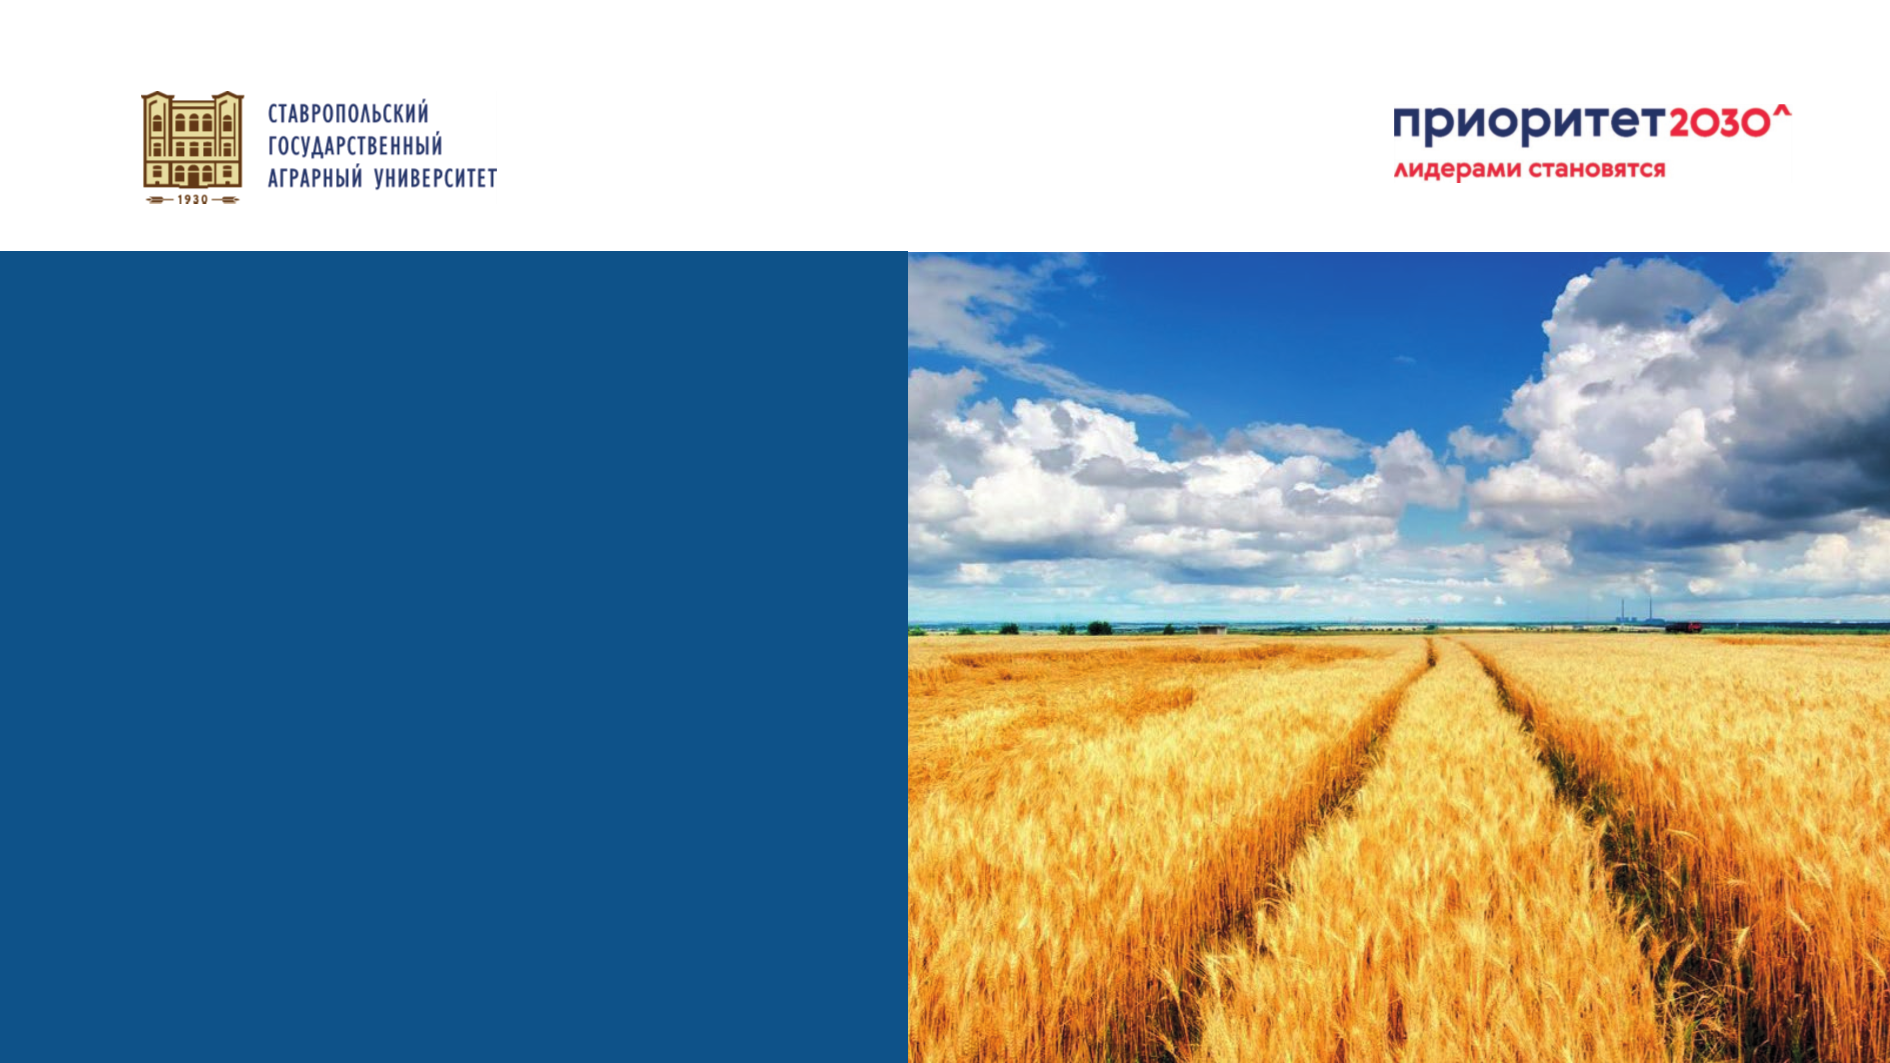 СТАВРОПОЛЬСКИЙ
ГОСУДАРСТВЕННЫЙ
АГРАРНЫЙ УНИВЕРСИТЕТ
1930
приоритет2030^
лидерами становятся